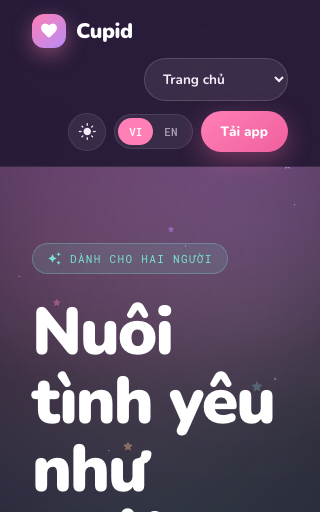 Cupid
Trang chủ
VI EN
Tải app
DÀNH CHO HAI NGƯỜI
Nuôi
tình yêu
như